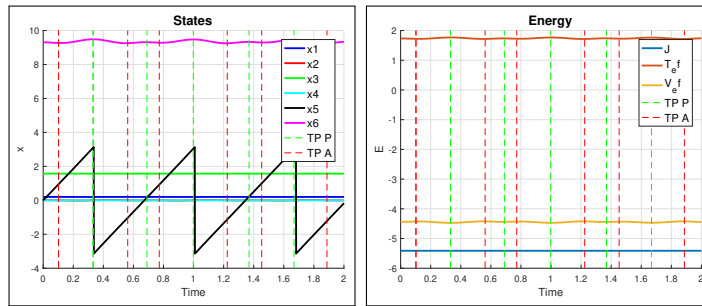 States
10
8
6
4
2
0
-2
-4
x
0
0.2
0.4
0.6
0.8
1
1.2
1.4
1.6
1.8
2
Time
x1
x2
x3
x4
x5
x6
TP P
TP A
Energy
2
1
0
-1
-2
-3
-4
-5
-6
E
0
0.2
0.4
0.6
0.8
1
1.2
1.4
1.6
1.8
2
Time
J
T_e f
V_e f
TP P
TP A